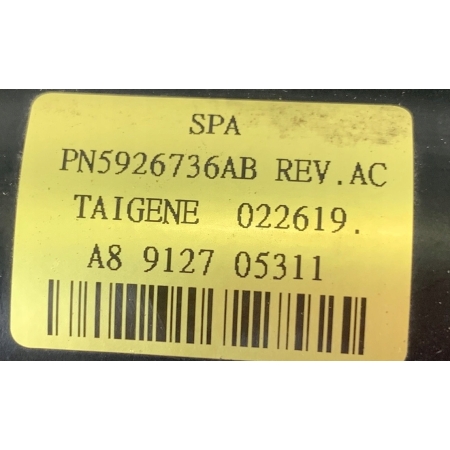 SPA
PN5926736AB REV.AC
TAIGENE 022619.
A8 9127 05311